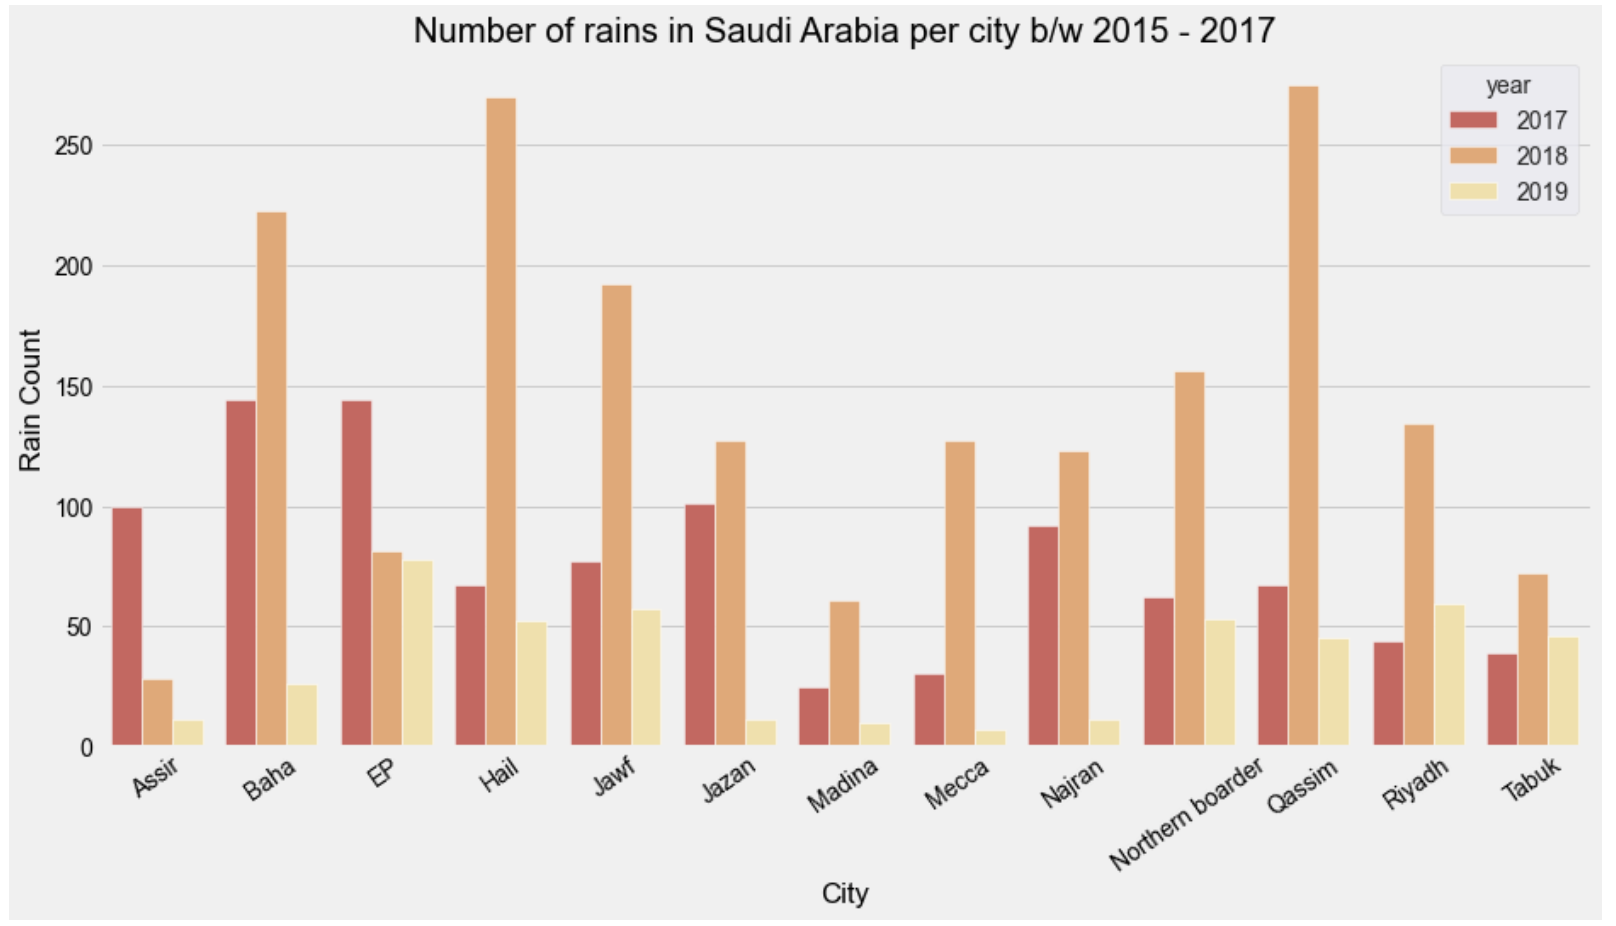 Number of rains in Saudi Arabia per city b/w 2015 - 2017
year
2017
2018
2019
Rain Count
250
200
150
100
50
0
Assir
Baha
EP
Hail
Jawf
Jazan
Madina
Mecca
Najran
Northern boarder
Qassim
Riyadh
Tabuk
City